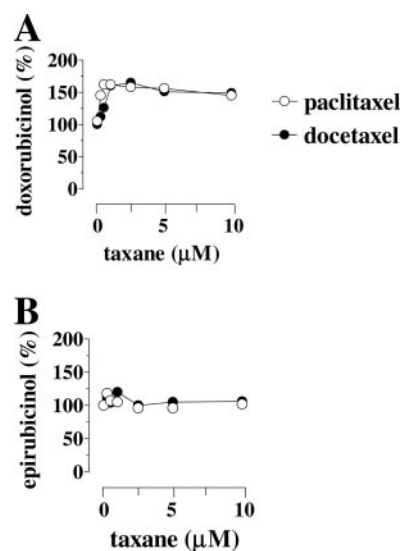 A
doxorubicinol (%)
200
150
100
50
0
0 5 10
taxane (µM)
paclitaxel
docetaxel
B
epirubicinol (%)
200
150
100
50
0
0 5 10
taxane (µM)